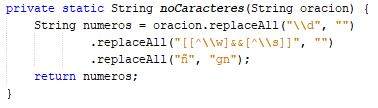 private static String noCaracteres(String oracion) {
String numeros = oracion.replaceAll("\\d", "")
.replaceAll("[[^\\w]&&[^\\s]]", "")
.replaceAll("ñ", "gn");
return numeros;
}